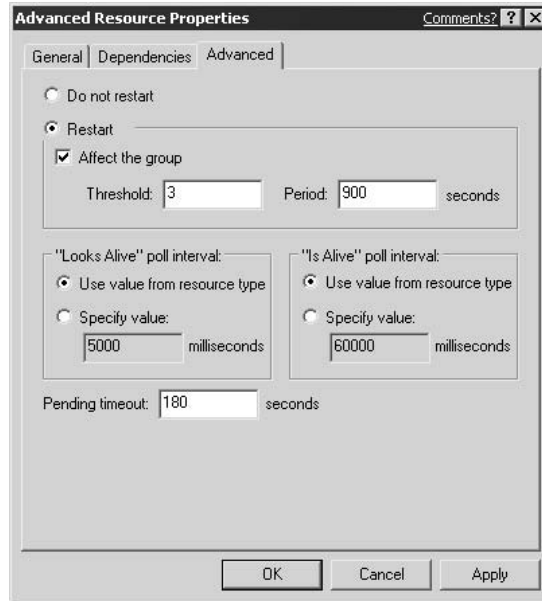 Advanced Resource Properties Comments? ? X
General Dependencies Advanced
Do not restart
Restart
Affect the group
Threshold: 3 Period: 900 seconds
"Looks Alive" poll interval: "Is Alive" poll interval:
Use value from resource type Use value from resource type
Specify value: Specify value:
5000 milliseconds 60000 milliseconds
Pending timeout: 180 seconds
OK Cancel Apply